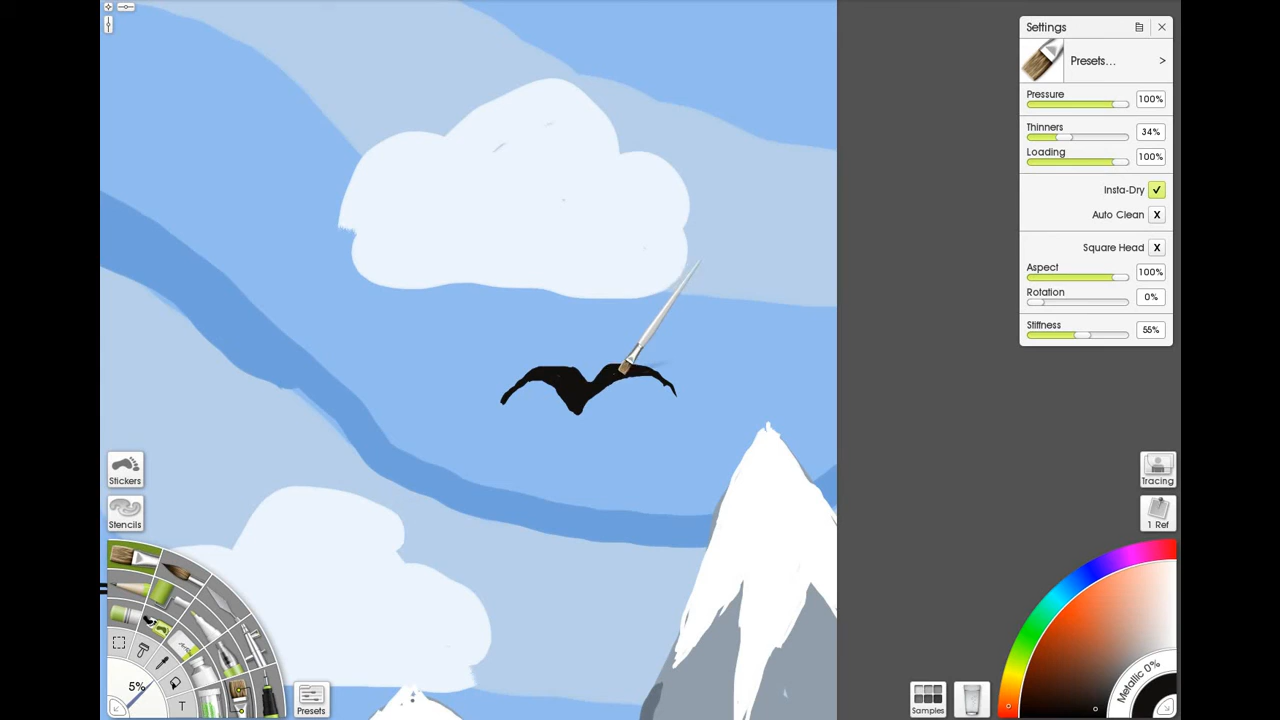 Settings
Presets...
>
Pressure
100%
Thinners
34%
Loading
100%
Insta-Dry
Auto Clean X
Square Head X
Aspect
100%
Rotation
0%
Stiffness
55%
Stickers
Stencils
Tracing
1 Ref
5%
T
Presets
Samples
Metallic 0%